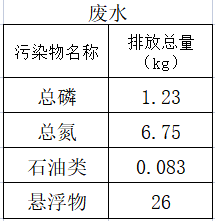 废水
污染物名称 排放总量
（kg）
总磷 1.23
总氮 6.75
石油类 0.083
悬浮物 26